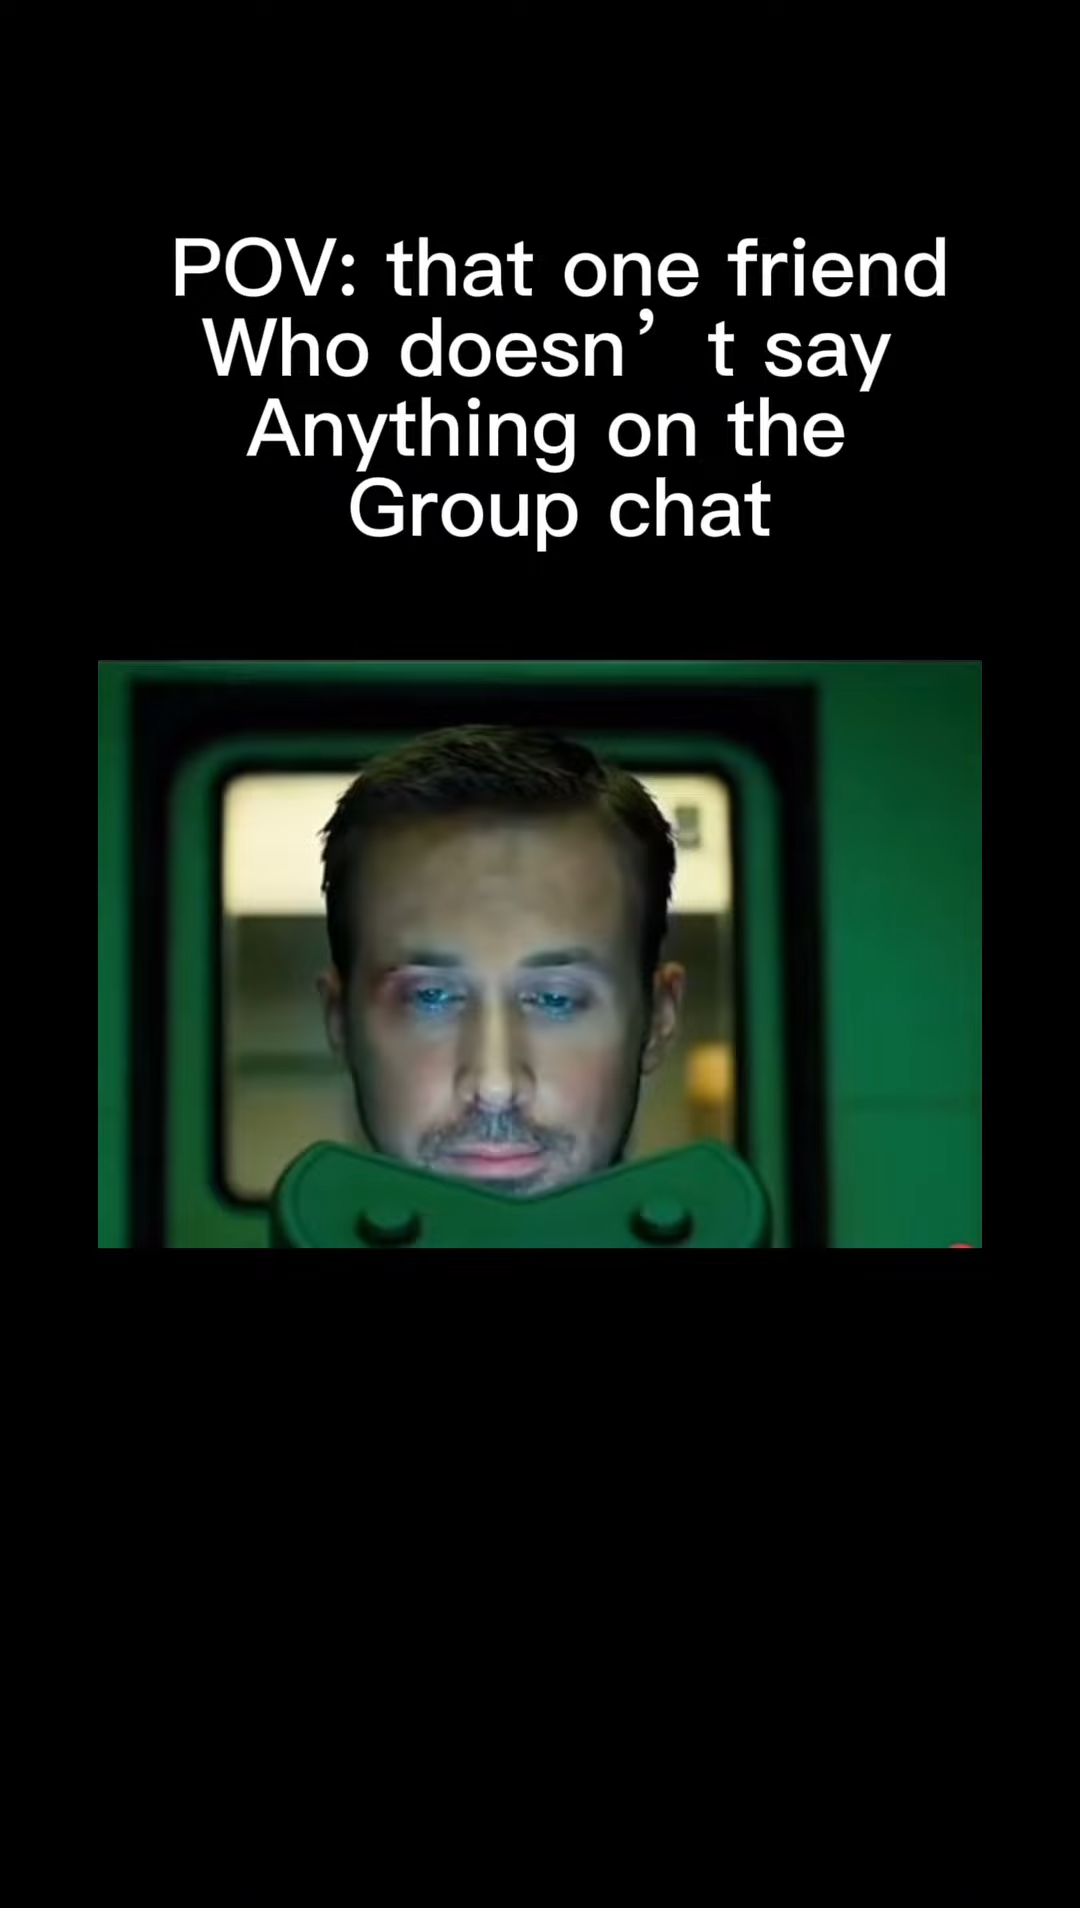 POV: that one friend
Who doesn’t say
Anything on the
Group chat